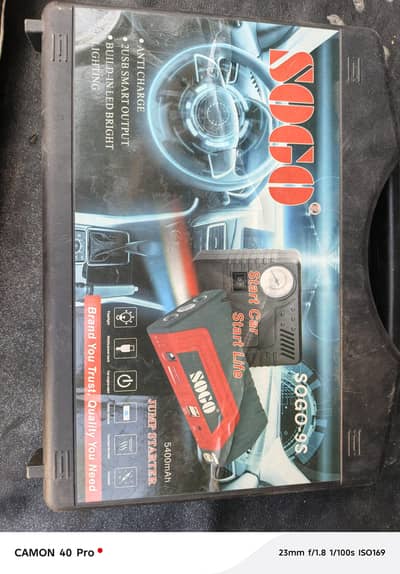 SOGO®
• ANTI CHARGE
• 2USB SMART OUTPUT
• BUILD-IN LED BRIGHT
LIGHTING
Start Car
Start Life
SOGO-9S
SOGO
JUMP STARTER
5400mAh
Brand You Trust, Quality You Need
CAMON 40 Pro
23mm f/1.8 1/100s ISO169